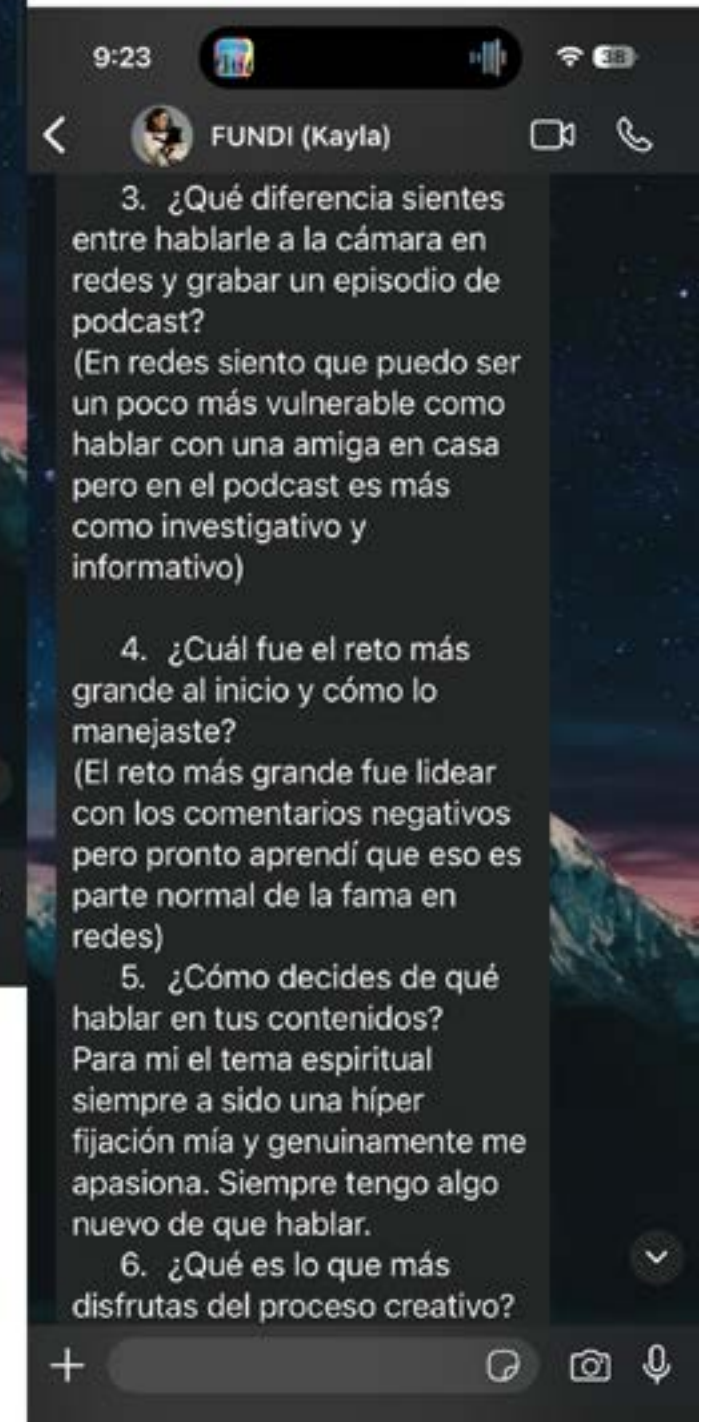 9:23
38
FUNDI (Kayla)
3. ¿Qué diferencia sientes
entre hablarle a la cámara en
redes y grabar un episodio de
podcast?
(En redes siento que puedo ser
un poco más vulnerable como
hablar con una amiga en casa
pero en el podcast es más
como investigativo y
informativo)
4. ¿Cuál fue el reto más
grande al inicio y cómo lo
manejaste?
(El reto más grande fue lidear
con los comentarios negativos
pero pronto aprendí que eso es
parte normal de la fama en
redes)
5. ¿Cómo decides de qué
hablar en tus contenidos?
Para mi el tema espiritual
siempre a sido una híper
fijación mía y genuinamente me
apasiona. Siempre tengo algo
nuevo de que hablar.
6. ¿Qué es lo que más
disfrutas del proceso creativo?